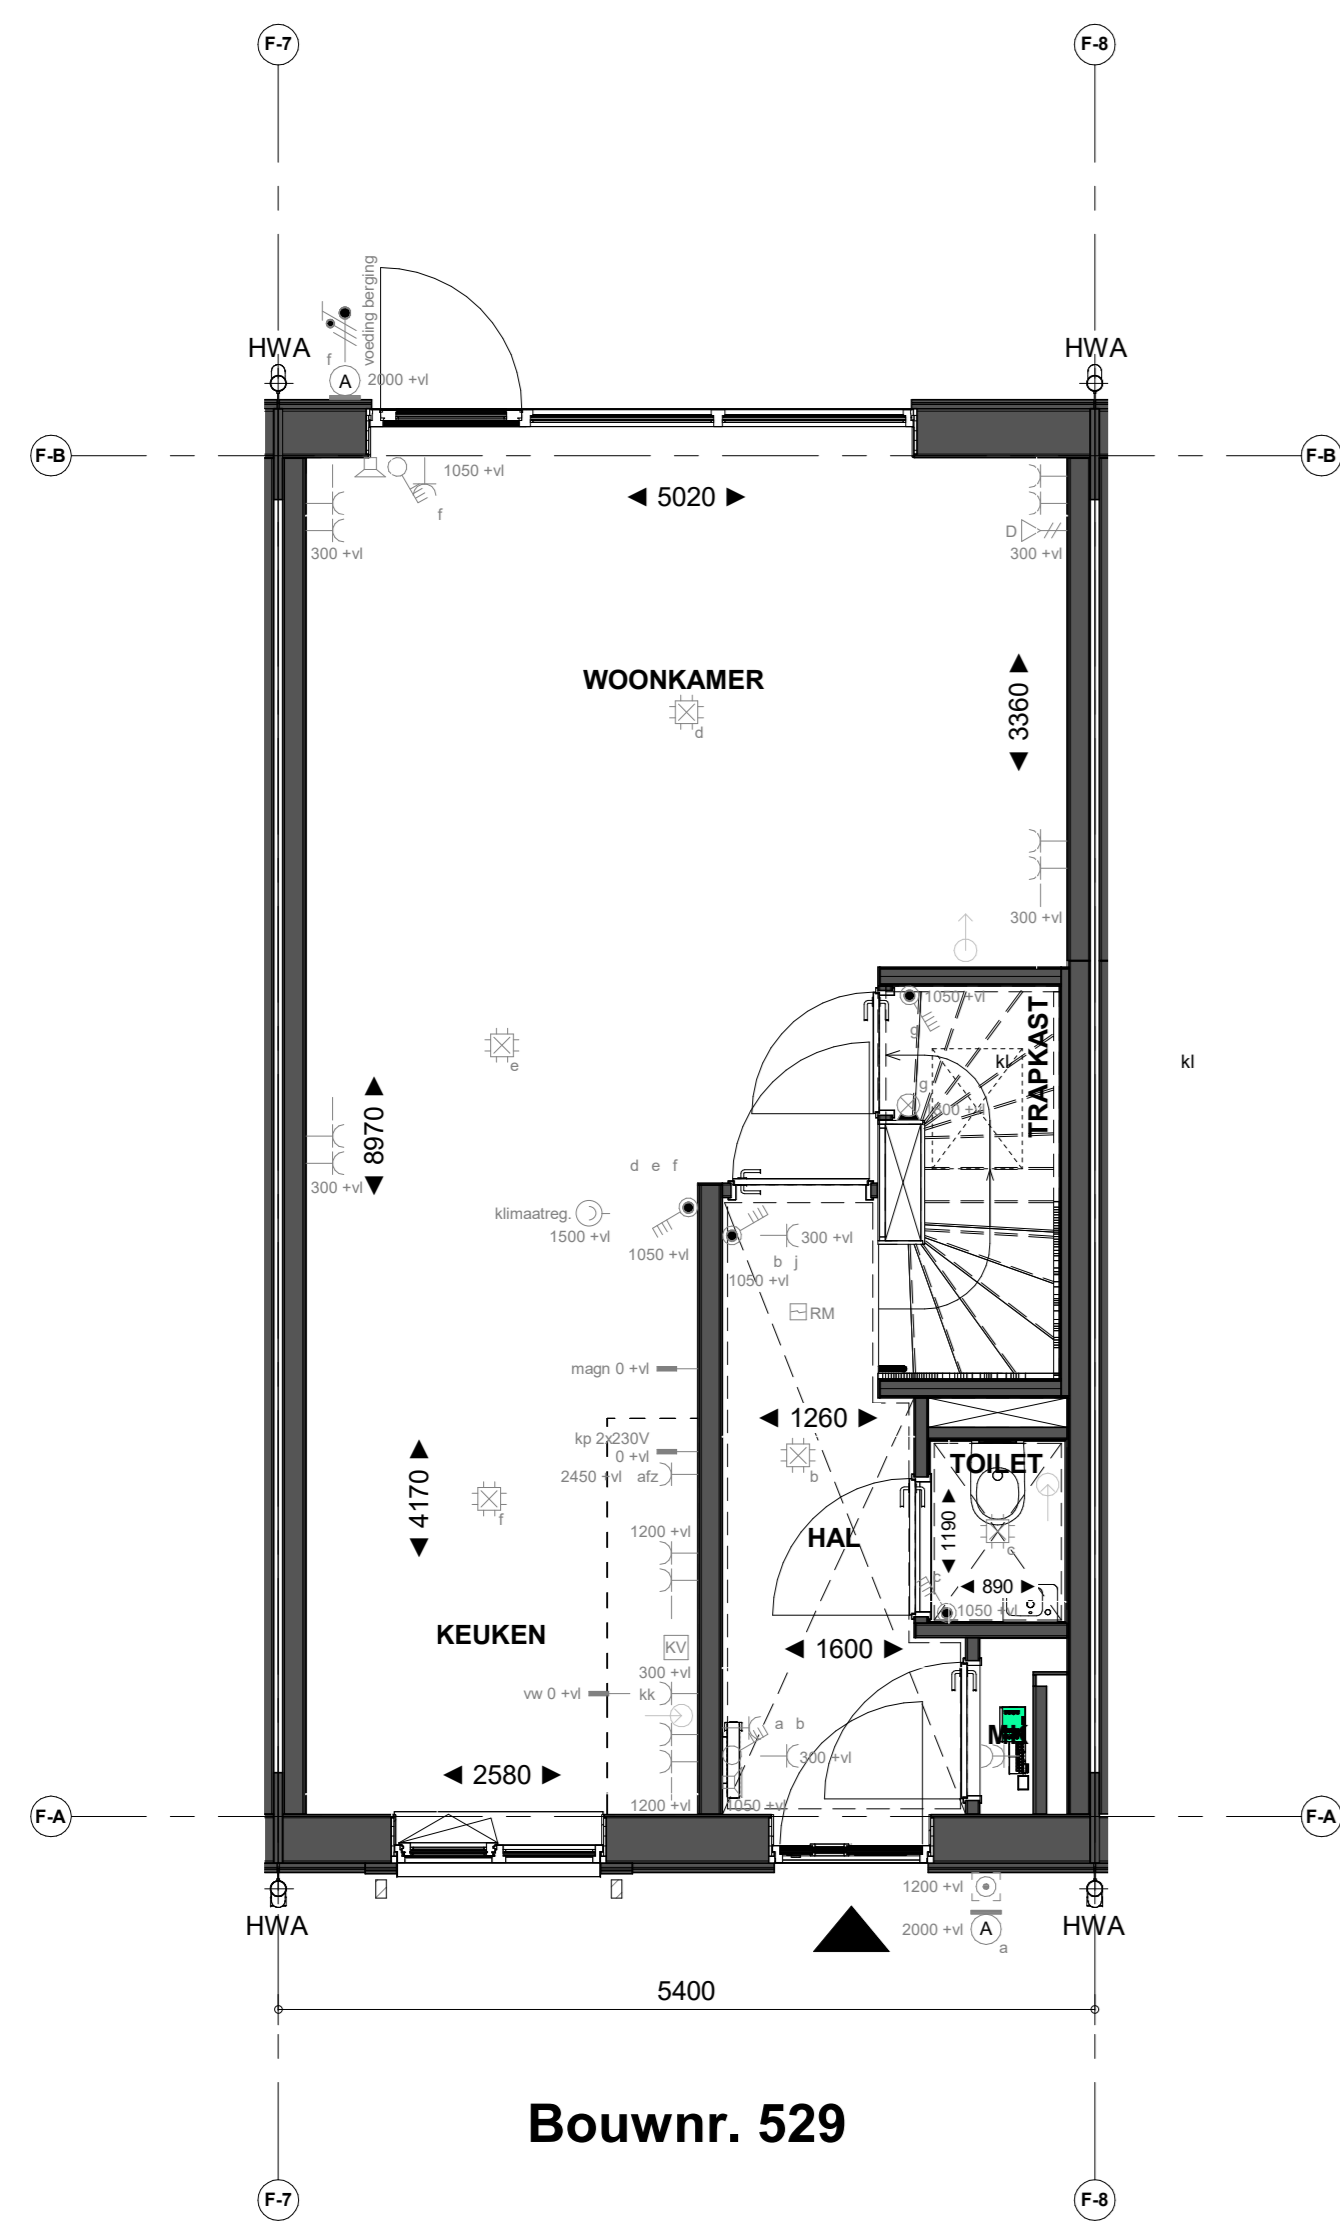 F-7 F-8
voeding berging
HWA HWA
f
A 2000 +vl
F-B F-B
1050 +vl
f
◄ 5020 ►
300 +vl
D
300 +vl
WOONKAMER
d
◄ 3360 ►
300 +vl
1050 +vl
g
TRAPKAST
kl kl
e
g
◄ 8970 ►
300 +vl
d e f
klimaatreg.
1500 +vl
1050 +vl
300 +vl
b j
1050 +vl
RM
magn 0 +vl
◄ 1260 ►
kp 2x230V
0 +vl
2450 +vl afz
b
TOILET
◄ 4170 ►
f
1200 +vl
HAL
◄ 1190 ►
c
c
◄ 890 ►
1050 +vl
KEUKEN
KV
◄ 1600 ►
300 +vl
vw 0 +vl kk
a b
300 +vl
MK
◄ 2580 ►
1200 +vl
1050 +vl
F-A F-A
1200 +vl
2000 +vl A
a
HWA HWA
5400
Bouwnr. 529
F-7 F-8